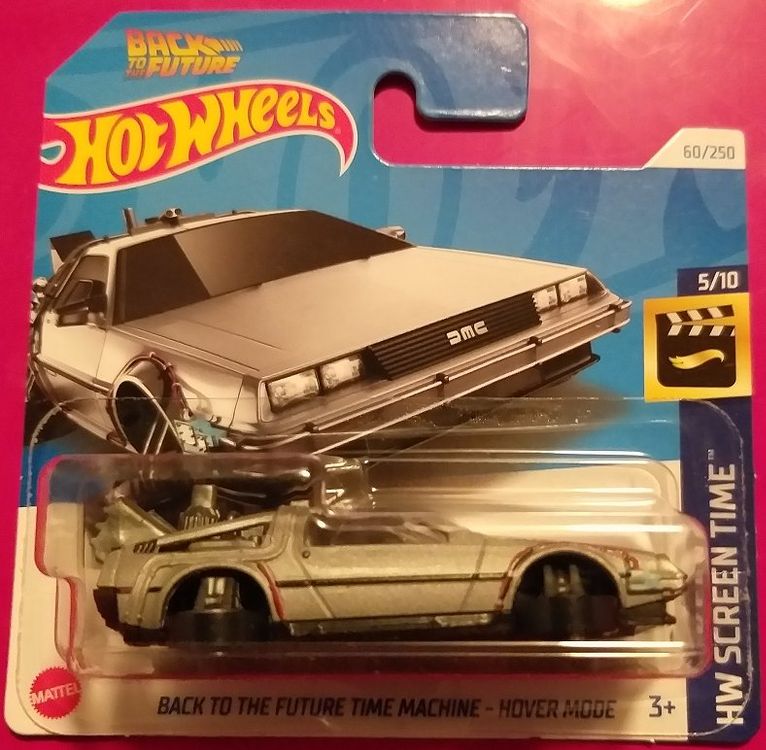 BACK
TO THE FUTURE
Hot Wheels
60/250
5/10
DMC
HW SCREEN TIME™
MATTEL
BACK TO THE FUTURE TIME MACHINE - HOVER MODE
3+